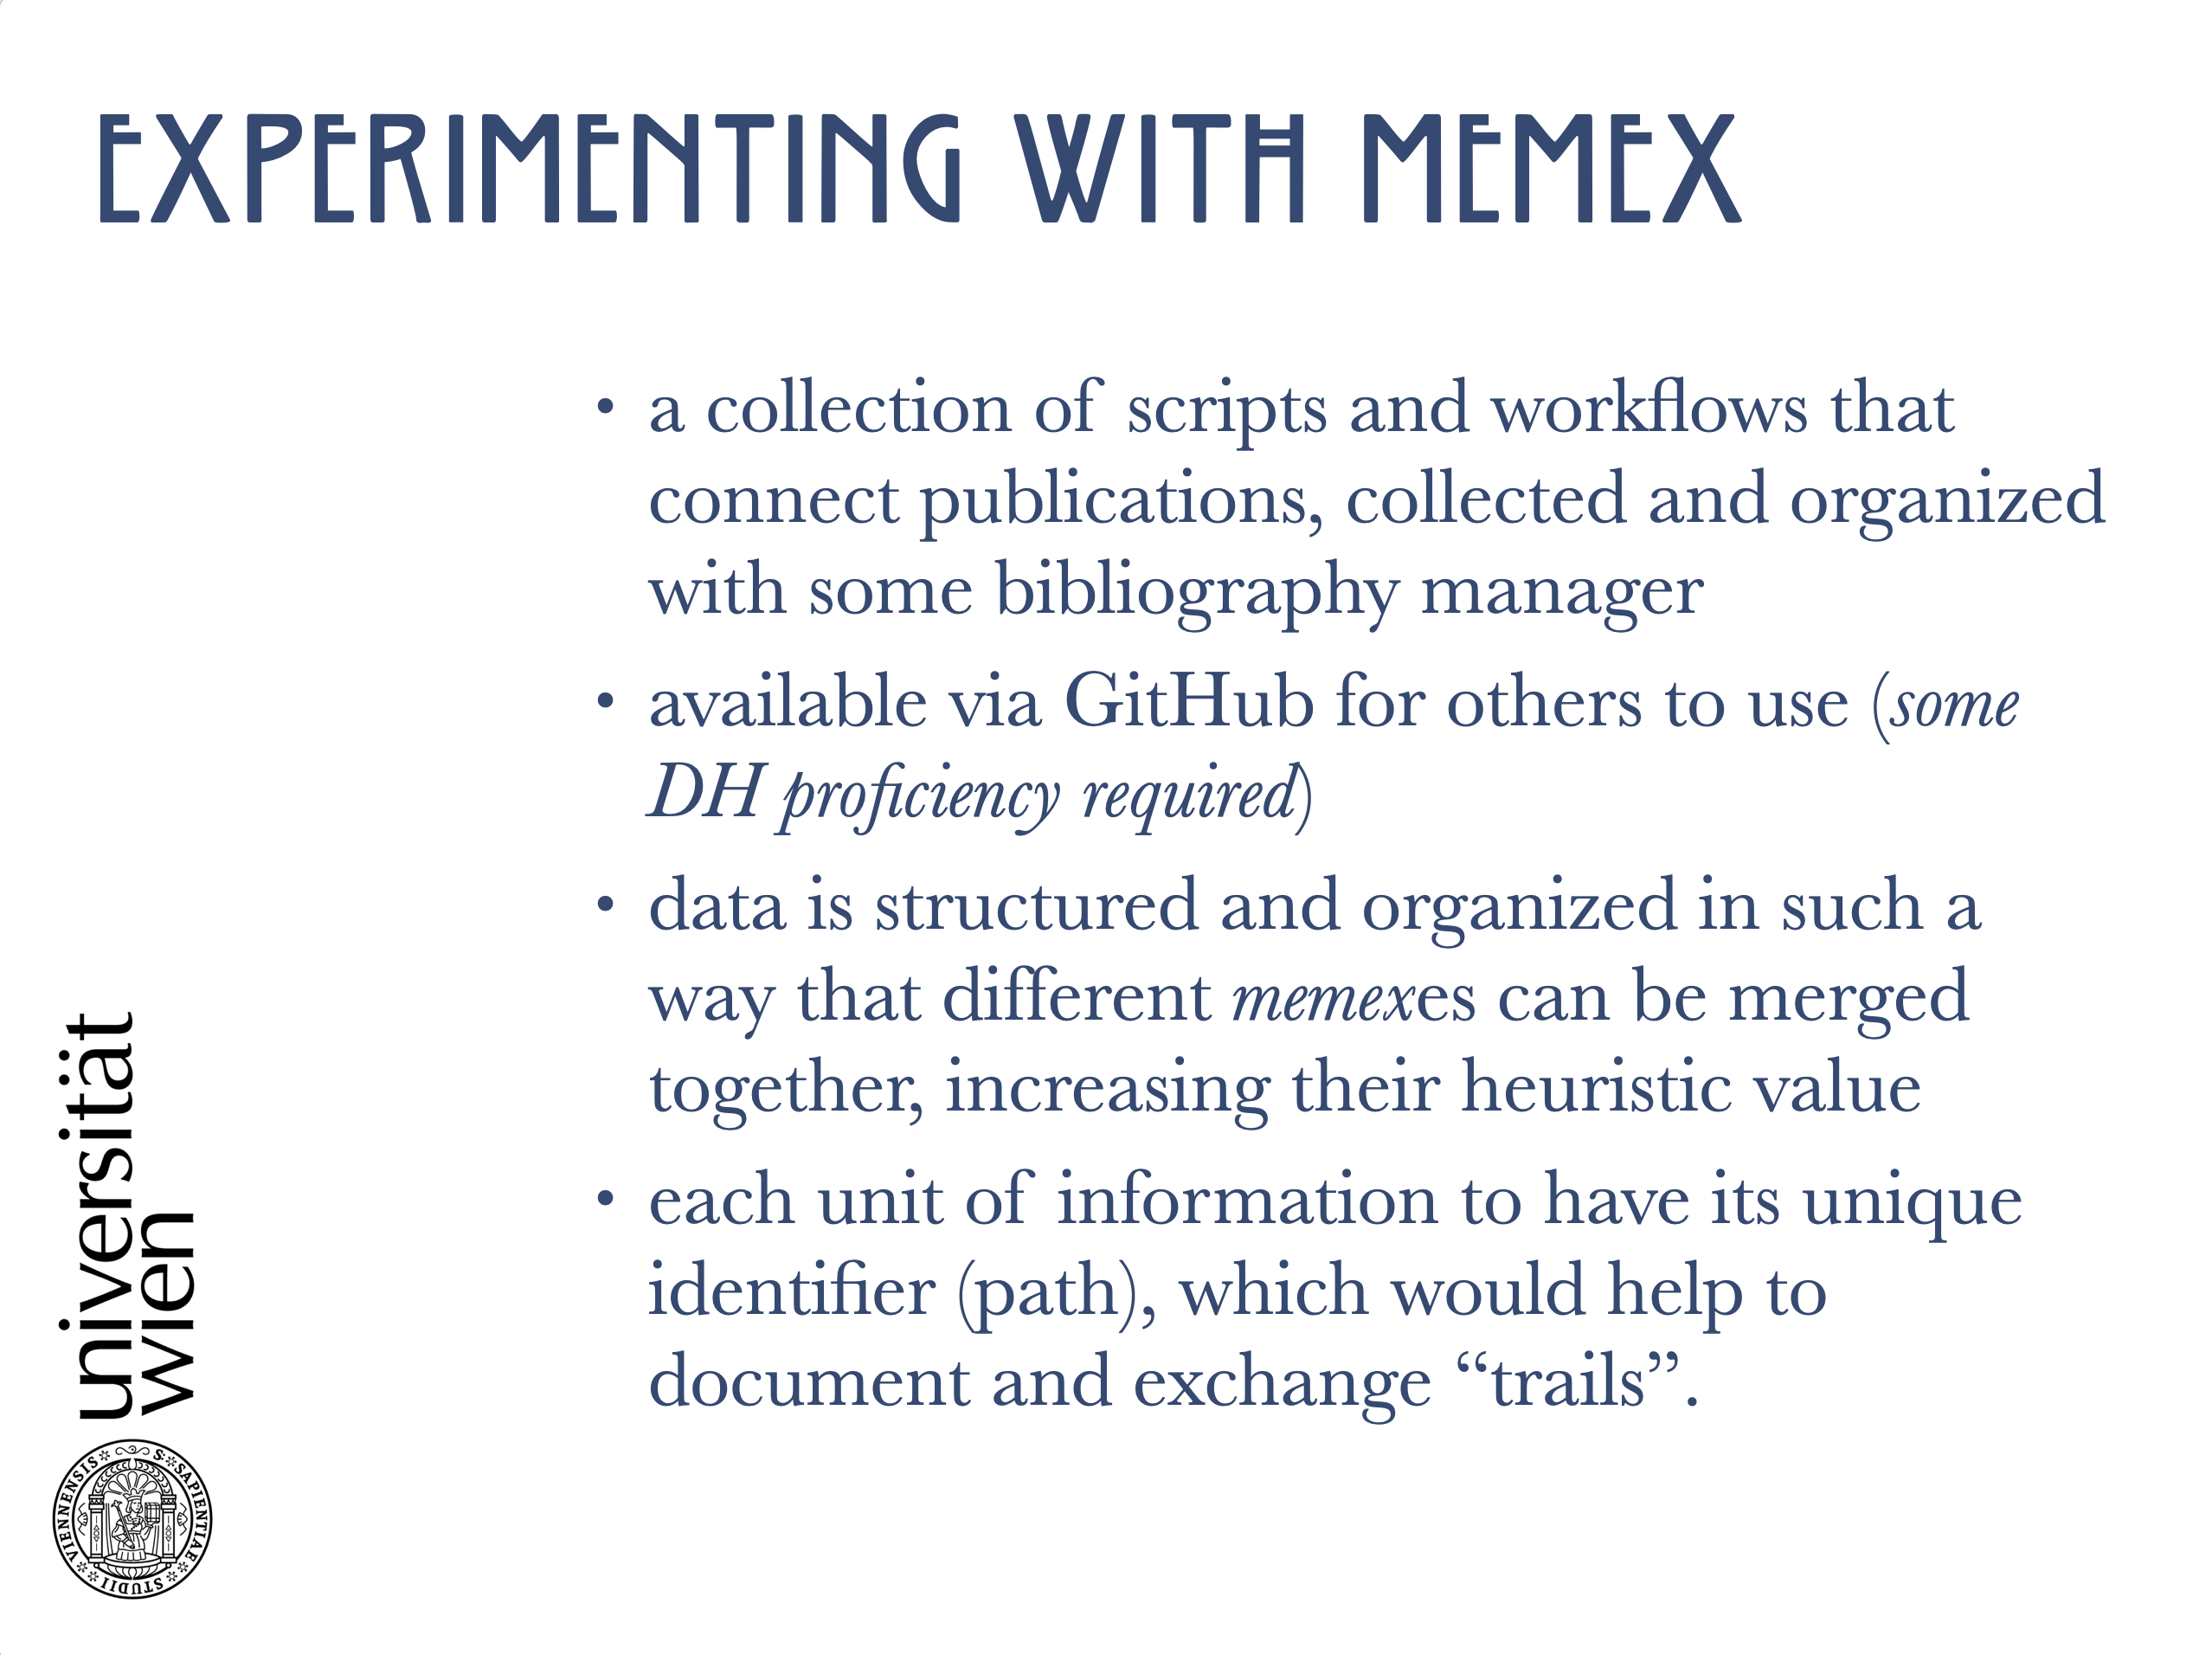 EXPERIMENTING WITH MEMEX
• a collection of scripts and workflows that
connect publications, collected and organized
with some bibliography manager
• available via GitHub for others to use (some
DH proficiency required)
• data is structured and organized in such a
way that different memexes can be merged
together, increasing their heuristic value
• each unit of information to have its unique
identifier (path), which would help to
document and exchange “trails”.
universität
wien
S·SAPIENTIAE STUDII VIENNENSIS